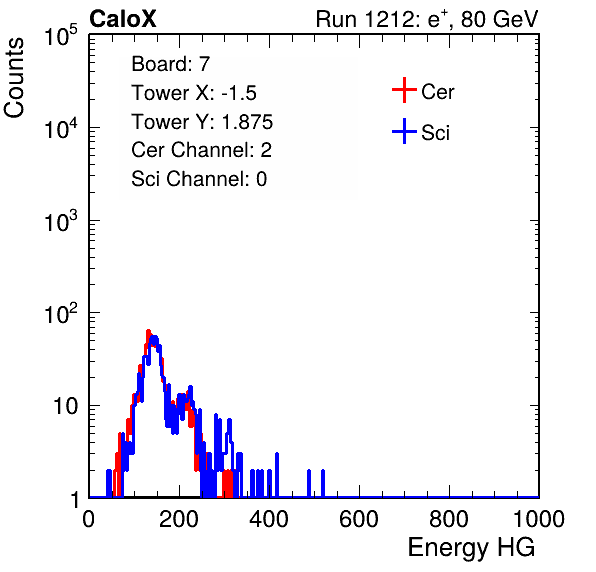 CaloX Run 1212: e⁺, 80 GeV
Counts
Board: 7
Tower X: -1.5
Tower Y: 1.875
Cer Channel: 2
Sci Channel: 0
Cer
Sci
10⁵
10⁴
10³
10²
10
1
0 200 400 600 800 1000
Energy HG